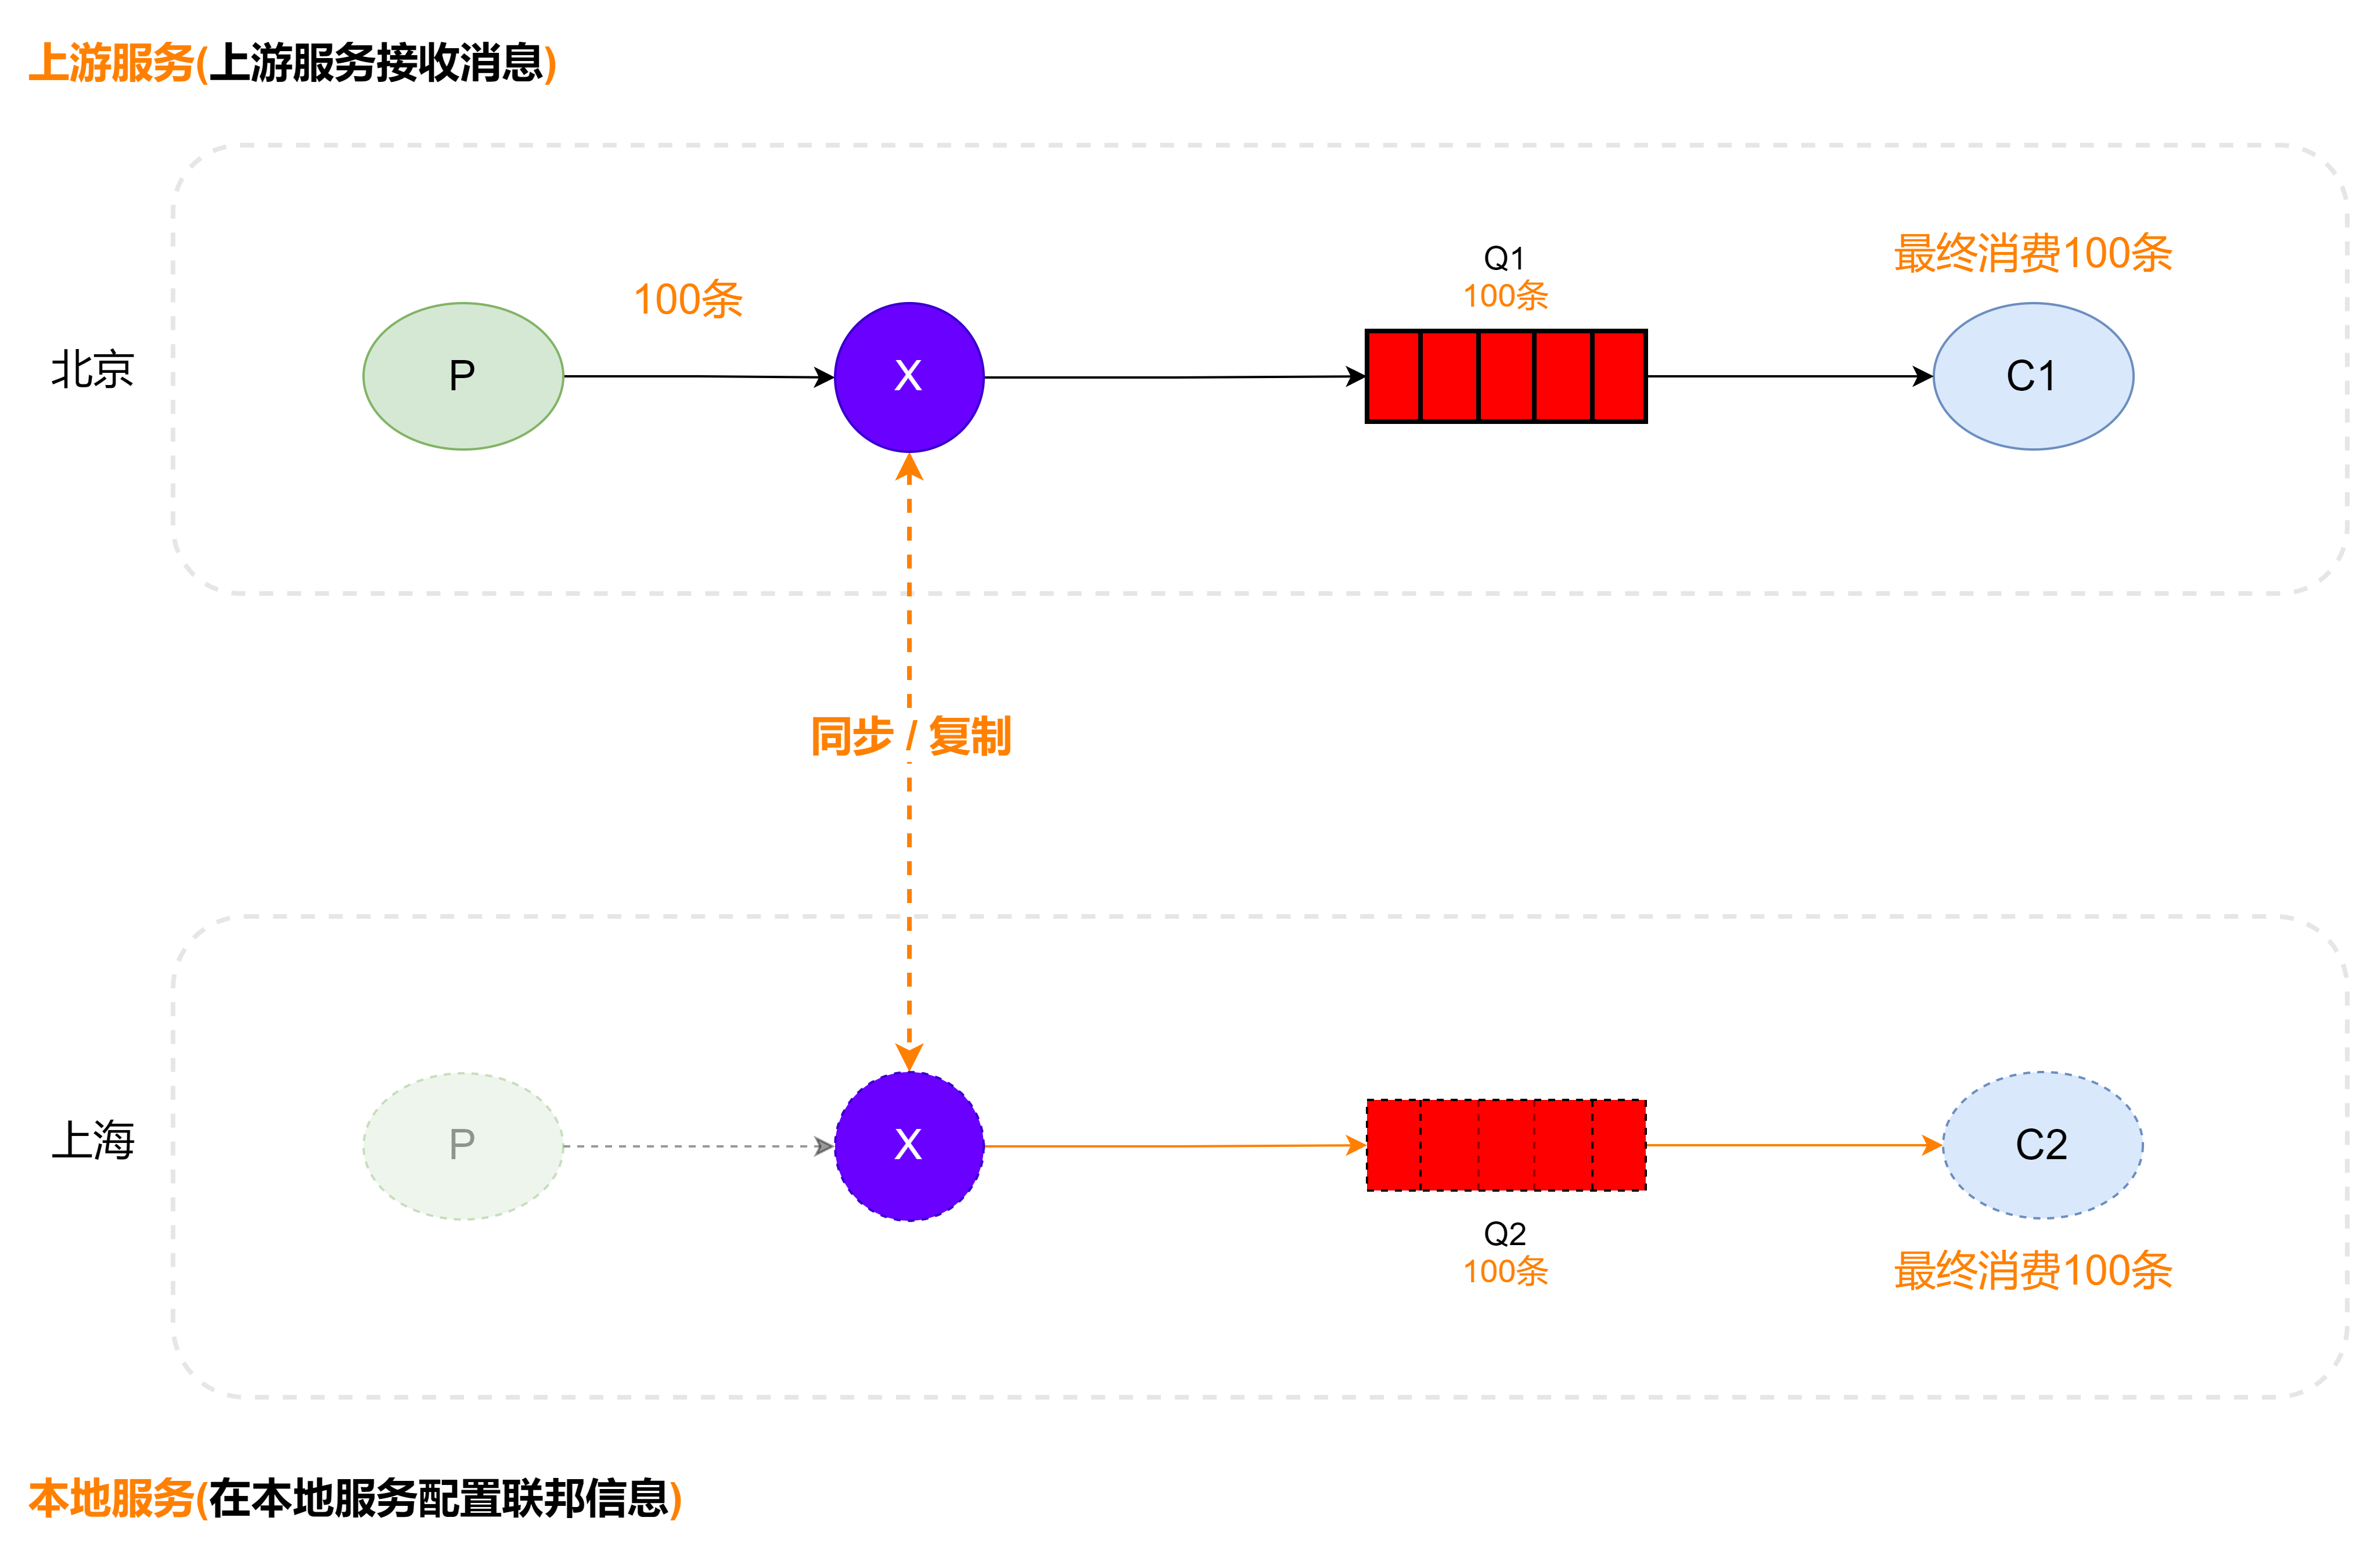 上游服务(上游服务接收消息)
最终消费100条
Q1
100条
100条
北京
P
X
C1
同步 / 复制
上海
P
X
C2
Q2
100条
最终消费100条
本地服务(在本地服务配置联邦信息)